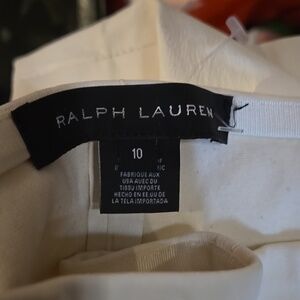 RALPH LAUREN
10
FABRIQUE AUX
USA AVEC DU
TISSU IMPORTE
HECHO EN EE.UU DE
LA TELA IMPORTADA